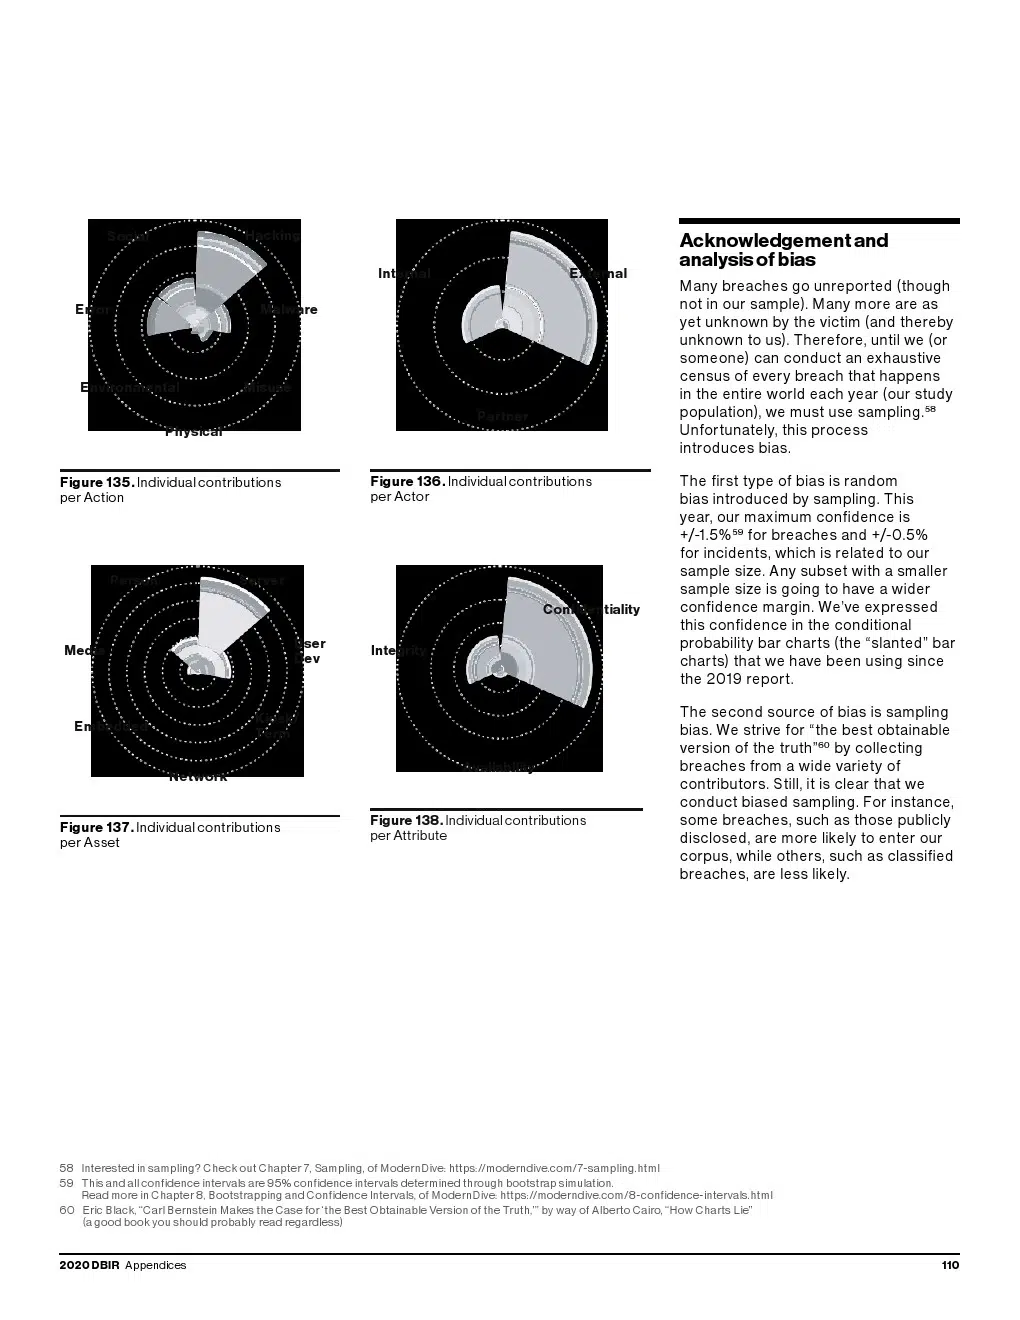 Social
Hacking
Error
Malware
Environmental
Misuse
Physical
Figure 135. Individual contributions
per Action
Internal
External
Partner
Figure 136. Individual contributions
per Actor
Person
Server
Media
Embedded
Network
Figure 137. Individual contributions
per Asset
Confidentiality
Integrity
Availability
Figure 138. Individual contributions
per Attribute
Acknowledgement and
analysis of bias
Many breaches go unreported (though
not in our sample). Many more are as
yet unknown by the victim (and thereby
unknown to us). Therefore, until we (or
someone) can conduct an exhaustive
census of every breach that happens
in the entire world each year (our study
population), we must use sampling.⁵⁸
Unfortunately, this process
introduces bias.
The first type of bias is random
bias introduced by sampling. This
year, our maximum confidence is
+/-1.5%⁵⁹ for breaches and +/-0.5%
for incidents, which is related to our
sample size. Any subset with a smaller
sample size is going to have a wider
confidence margin. We’ve expressed
this confidence in the conditional
probability bar charts (the “slanted” bar
charts) that we have been using since
the 2019 report.
The second source of bias is sampling
bias. We strive for “the best obtainable
version of the truth”⁶⁰ by collecting
breaches from a wide variety of
contributors. Still, it is clear that we
conduct biased sampling. For instance,
some breaches, such as those publicly
disclosed, are more likely to enter our
corpus, while others, such as classified
breaches, are less likely.
58 Interested in sampling? Check out Chapter 7, Sampling, of ModernDive: https://moderndive.com/7-sampling.html
59 This and all confidence intervals are 95% confidence intervals determined through bootstrap simulation.
Read more in Chapter 8, Bootstrapping and Confidence Intervals, of ModernDive: https://moderndive.com/8-confidence-intervals.html
60 Eric Black, “Carl Bernstein Makes the Case for ‘the Best Obtainable Version of the Truth,’” by way of Alberto Cairo, “How Charts Lie”
(a good book you should probably read regardless)
2020 DBIR Appendices
110